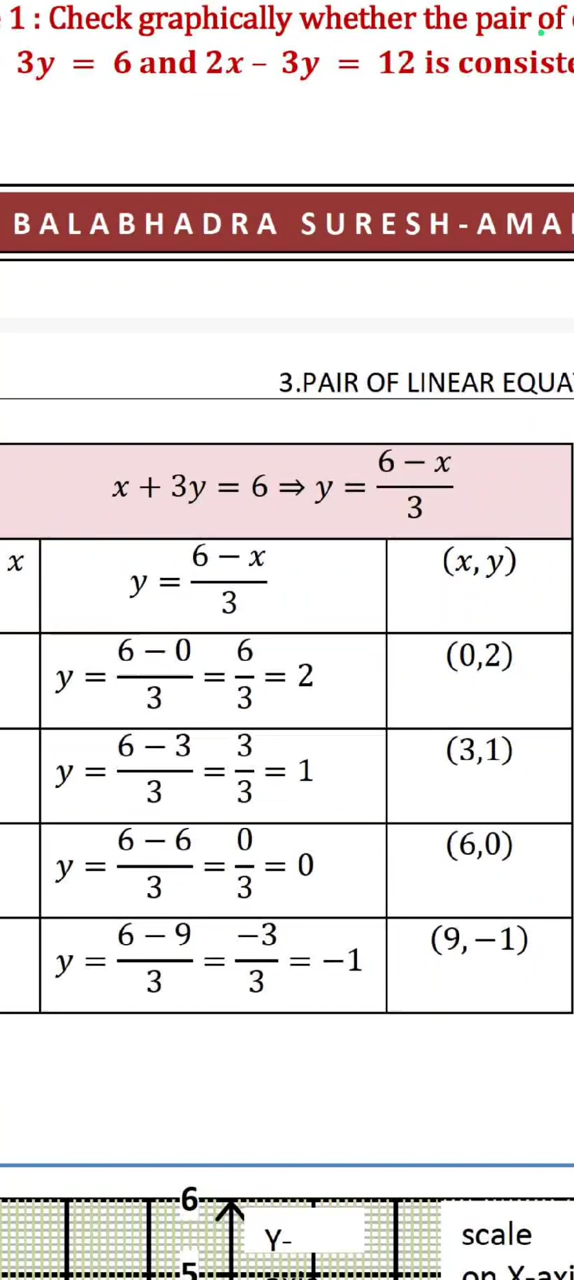 1 : Check graphically whether the pair of
3y = 6 and 2x – 3y = 12 is consiste
BALABHADRA SURESH-AMA
3.PAIR OF LINEAR EQUA
x + 3y = 6 ⇒ y = (6 − x)/3
x y = (6 − x)/3 (x, y)
y = (6 − 0)/3 = 6/3 = 2 (0,2)
y = (6 − 3)/3 = 3/3 = 1 (3,1)
y = (6 − 6)/3 = 0/3 = 0 (6,0)
y = (6 − 9)/3 = −3/3 = −1 (9,−1)
6
Y- scale
5 on X-axi